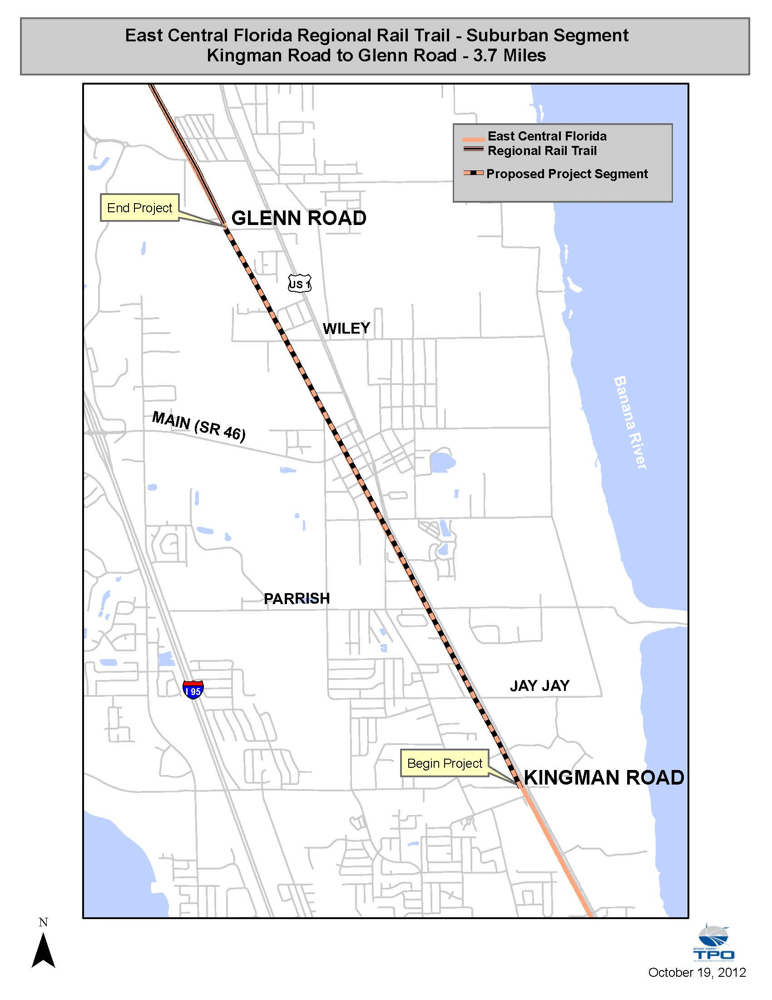 East Central Florida Regional Rail Trail - Suburban Segment
Kingman Road to Glenn Road - 3.7 Miles
East Central Florida
Regional Rail Trail
Proposed Project Segment
End Project
GLENN ROAD
US 1
WILEY
Banana River
MAIN (SR 46)
PARRISH
JAY JAY
I 95
Begin Project
KINGMAN ROAD
N
SPACE COAST
TPO
October 19, 2012